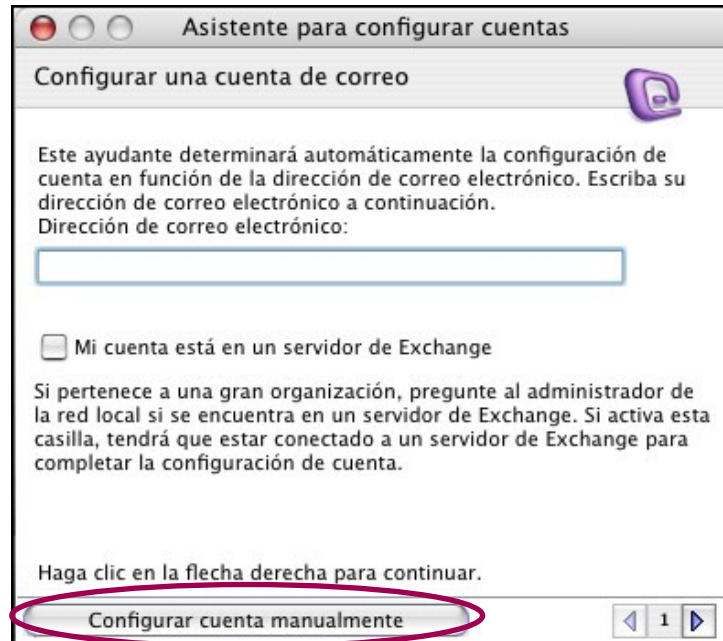 Asistente para configurar cuentas
Configurar una cuenta de correo
Este ayudante determinará automáticamente la configuración de
cuenta en función de la dirección de correo electrónico. Escriba su
dirección de correo electrónico a continuación.
Dirección de correo electrónico:
Mi cuenta está en un servidor de Exchange
Si pertenece a una gran organización, pregunte al administrador de
la red local si se encuentra en un servidor de Exchange. Si activa esta
casilla, tendrá que estar conectado a un servidor de Exchange para
completar la configuración de cuenta.
Haga clic en la flecha derecha para continuar.
Configurar cuenta manualmente 1